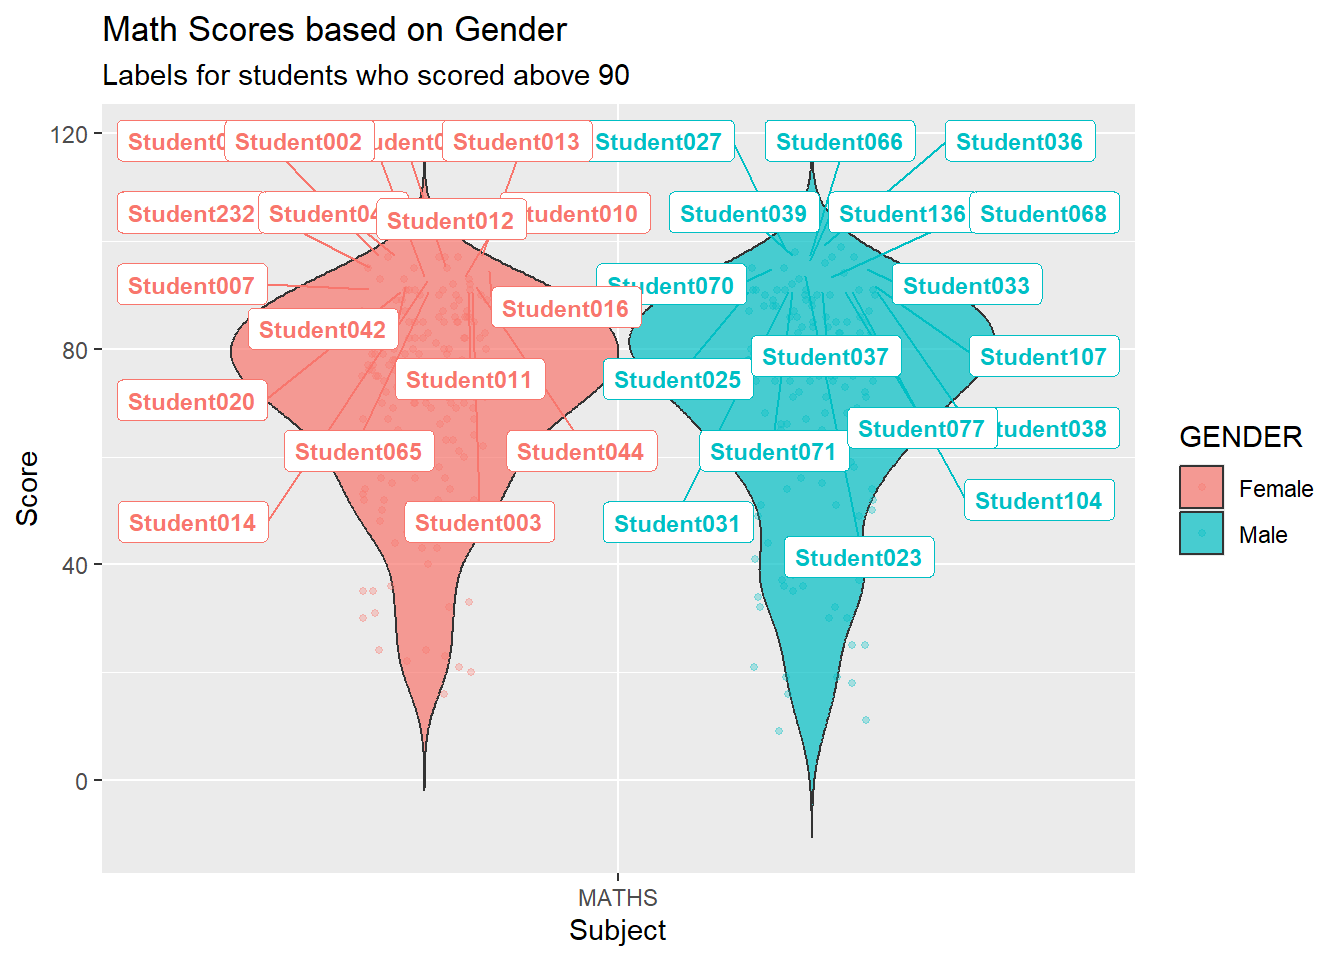 Math Scores based on Gender
Labels for students who scored above 90
120
80
40
0
Score
Student002
Student013
Student027
Student066
Student036
Student232
Student012
Student039
Student136
Student068
Student007
Student070
Student033
Student016
Student042
Student037
Student107
Student011
Student025
Student020
Student077
Student065
Student044
Student071
Student014
Student003
Student031
Student104
Student023
MATHS
Subject
GENDER
Female
Male